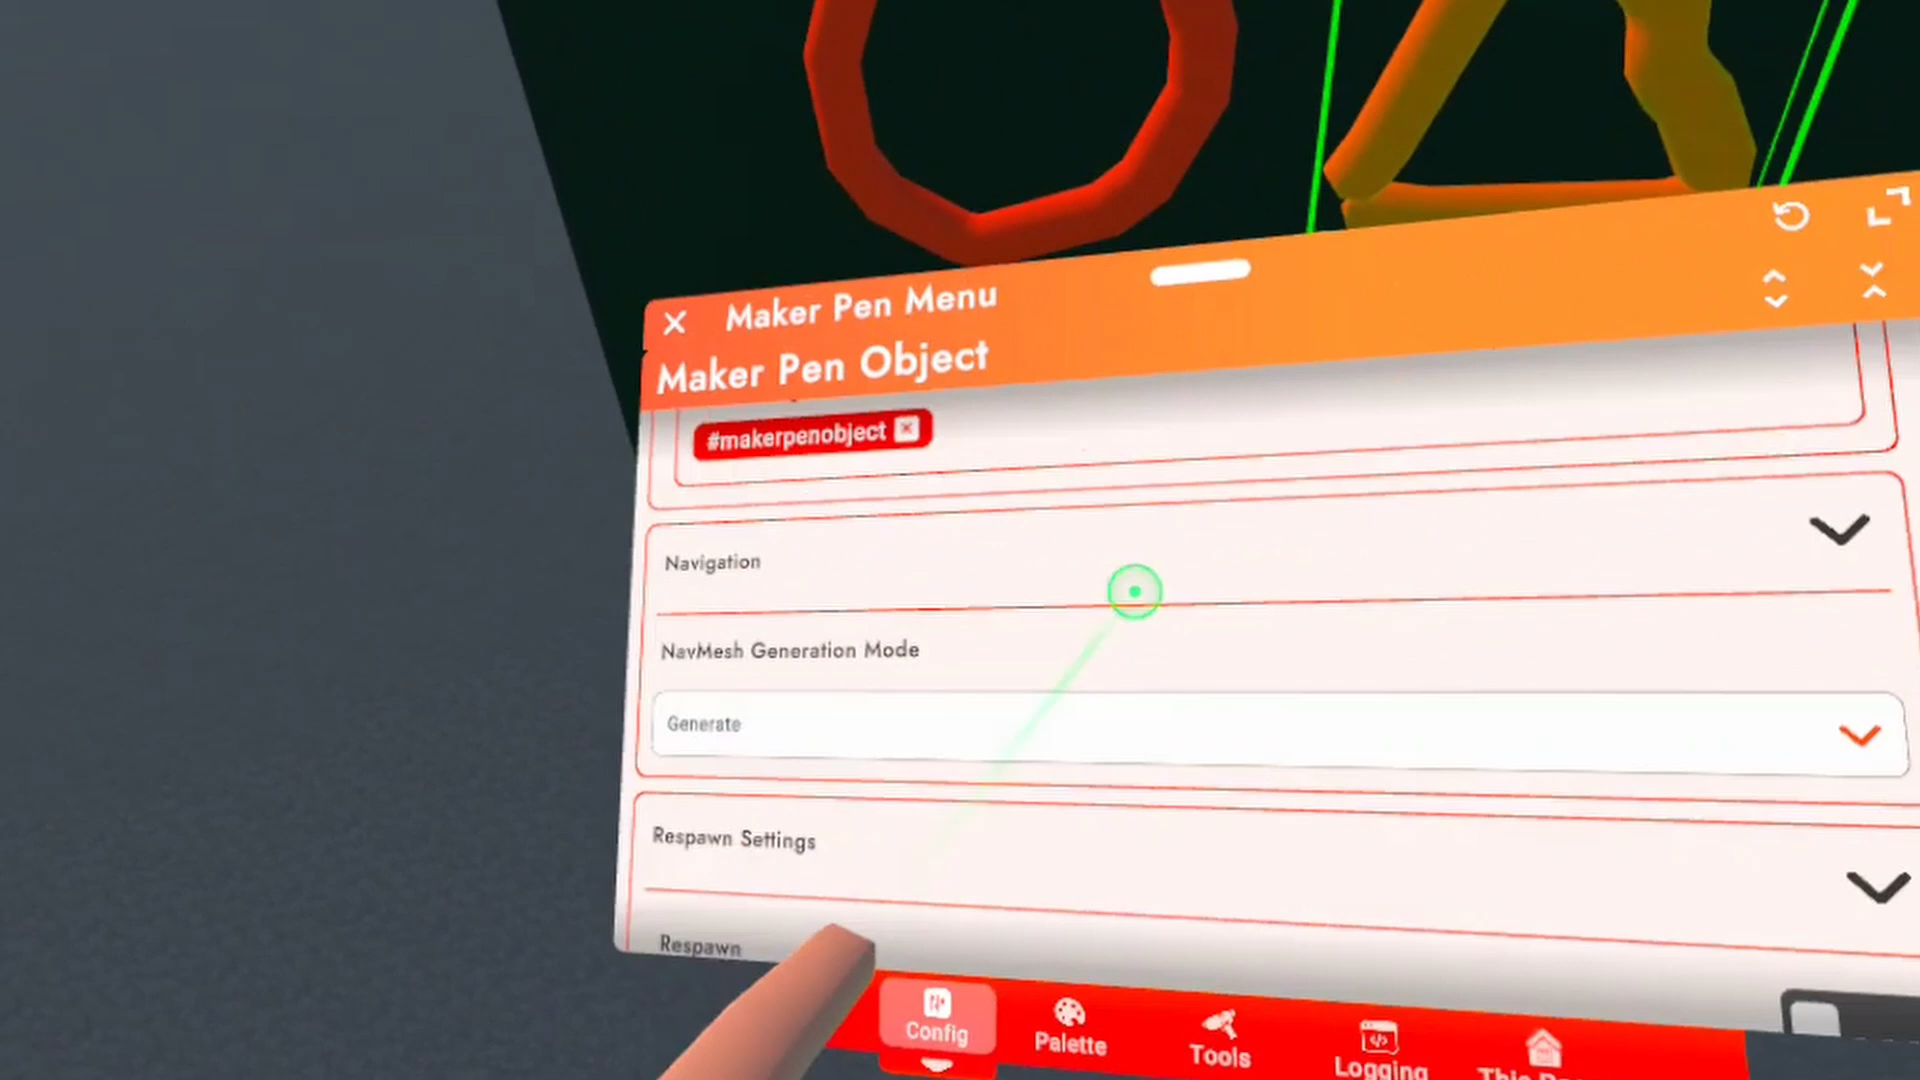 Maker Pen Menu
Maker Pen Object
#makerpenobject
Navigation
NavMesh Generation Mode
Generate
Respawn Settings
Respawn
Config
Palette
Tools
Logging
This